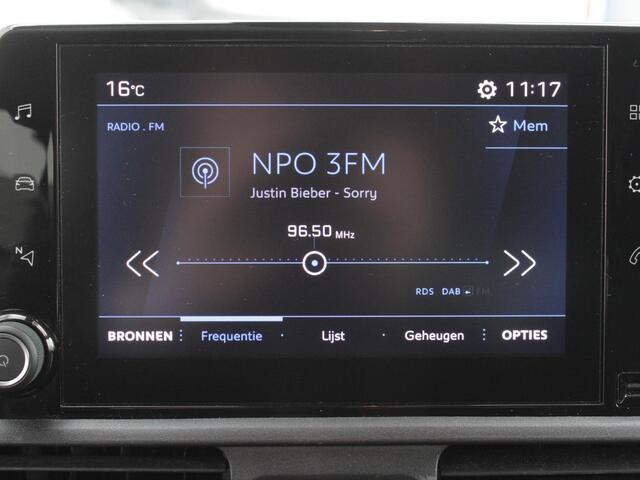 16°C 11:17
RADIO . FM Mem
NPO 3FM
Justin Bieber - Sorry
96.50 MHz
RDS DAB FM
BRONNEN Frequentie Lijst Geheugen OPTIES
N